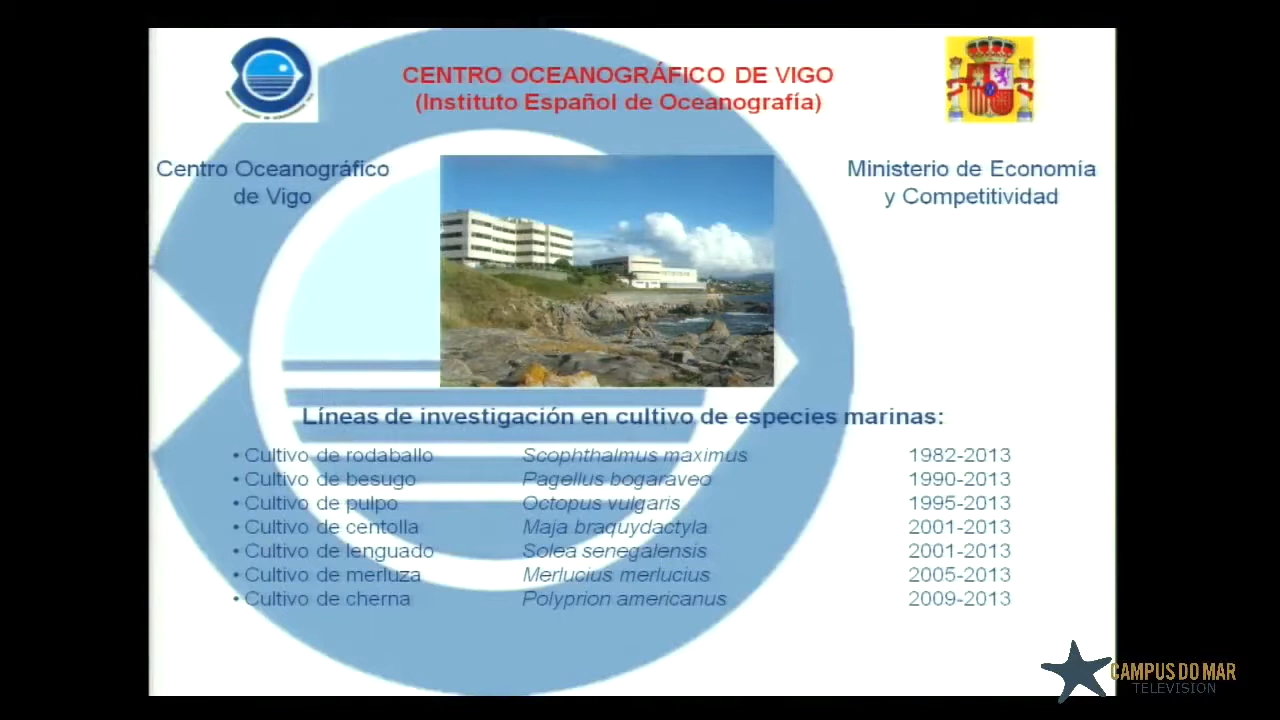 CENTRO OCEANOGRÁFICO DE VIGO
(Instituto Español de Oceanografía)
Centro Oceanográfico
de Vigo
Ministerio de Economía
y Competitividad
Líneas de investigación en cultivo de especies marinas:
• Cultivo de rodaballo Scophthalmus maximus 1982-2013
• Cultivo de besugo Pagellus bogaraveo 1990-2013
• Cultivo de pulpo Octopus vulgaris 1995-2013
• Cultivo de centolla Maja braquydactyla 2001-2013
• Cultivo de lenguado Solea senegalensis 2001-2013
• Cultivo de merluza Merlucius merlucius 2005-2013
• Cultivo de cherna Polyprion americanus 2009-2013
CAMPUS DO MAR
TELEVISION